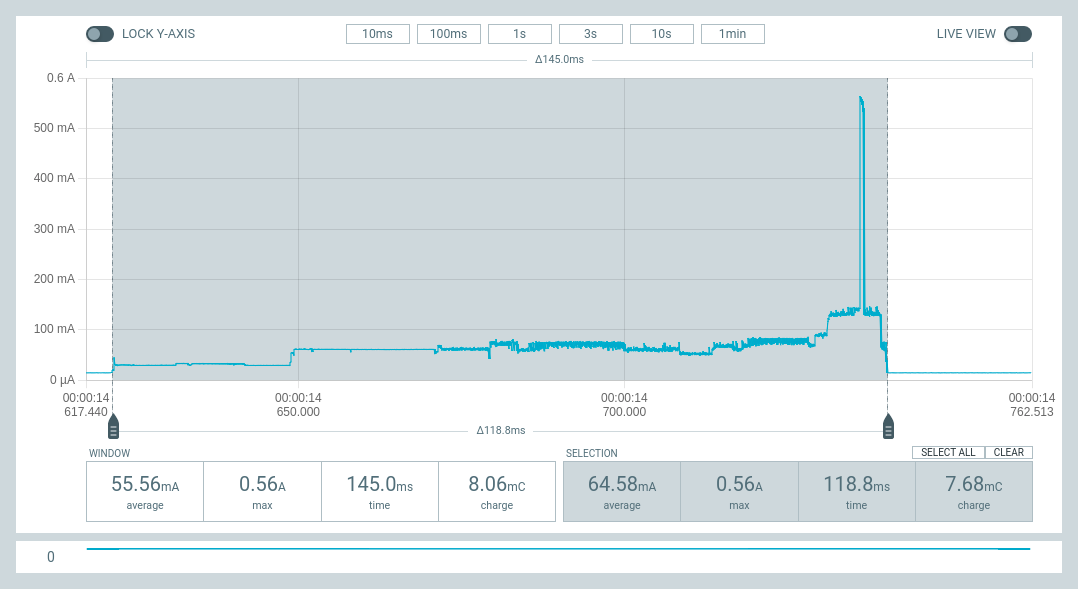 LOCK Y-AXIS 10ms 100ms 1s 3s 10s 1min LIVE VIEW
Δ145.0ms
0.6 A
500 mA
400 mA
300 mA
200 mA
100 mA
0 µA
00:00:14 00:00:14 00:00:14 00:00:14
617.440 650.000 700.000 762.513
Δ118.8ms
WINDOW SELECTION SELECT ALL CLEAR
55.56mA 0.56A 145.0ms 8.06mC 64.58mA 0.56A 118.8ms 7.68mC
average max time charge average max time charge
0